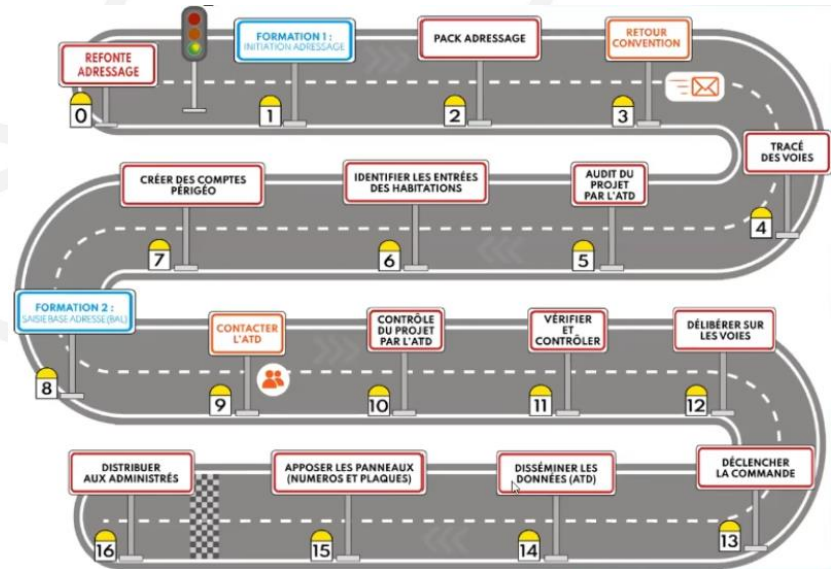 REFONTE
ADRESSAGE
0
FORMATION 1 :
INITIATION ADRESSAGE
1
PACK ADRESSAGE
2
RETOUR
CONVENTION
3
TRACÉ
DES VOIES
4
AUDIT DU
PROJET
PAR L'ATD
5
IDENTIFIER LES ENTRÉES
DES HABITATIONS
6
CRÉER DES COMPTES
PÉRIGÉO
7
FORMATION 2 :
SAISIE BASE ADRESSE (BAL)
8
CONTACTER
L'ATD
9
CONTRÔLE
DU PROJET
PAR L'ATD
10
VÉRIFIER
ET
CONTRÔLER
11
DÉLIBÉRER SUR
LES VOIES
12
DÉCLENCHER
LA COMMANDE
13
DISSÉMINER LES
DONNÉES (ATD)
14
APPOSER LES PANNEAUX
(NUMEROS ET PLAQUES)
15
DISTRIBUER
AUX ADMINISTRÉS
16